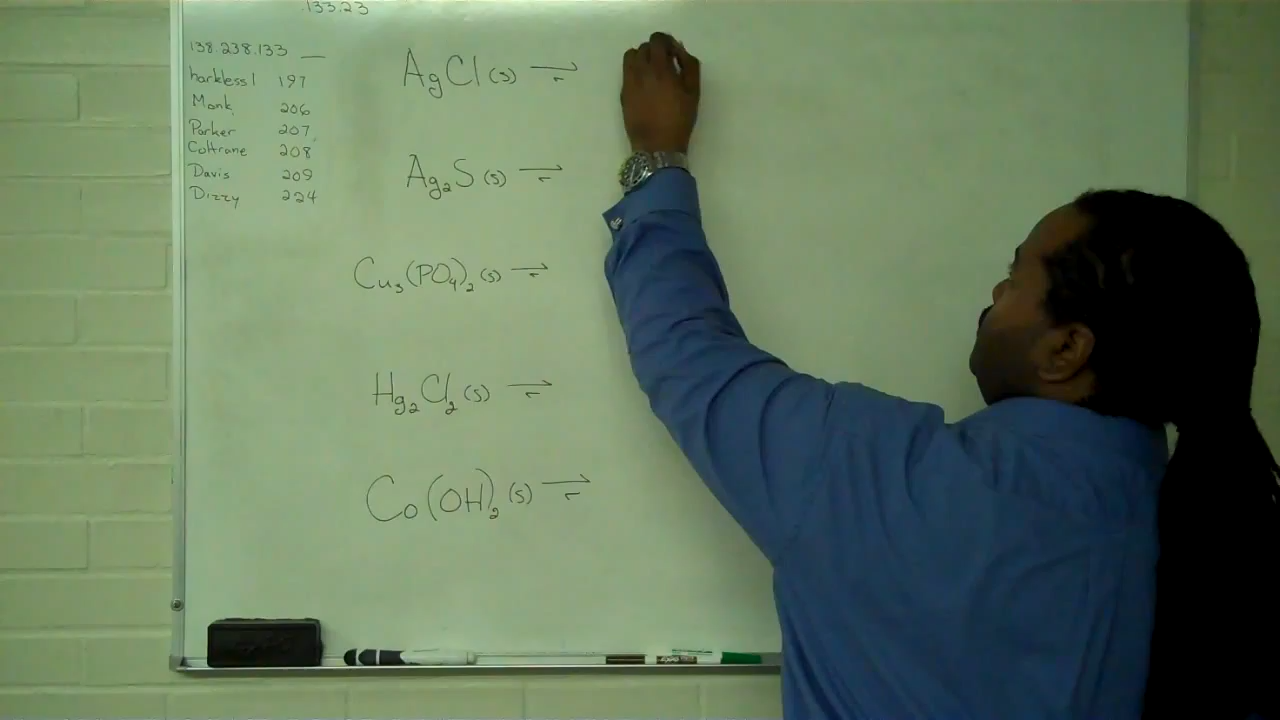 .133.23
138.238.133 __
harkless1 197
Monk 206
Parker 207
Coltrane 208
Davis 209
Dizzy 224
AgCl(s) ⇌
Ag₂S(s) ⇌
Cu₃(PO₄)₂(s) ⇌
Hg₂Cl₂(s) ⇌
Co(OH)₂(s) ⇌